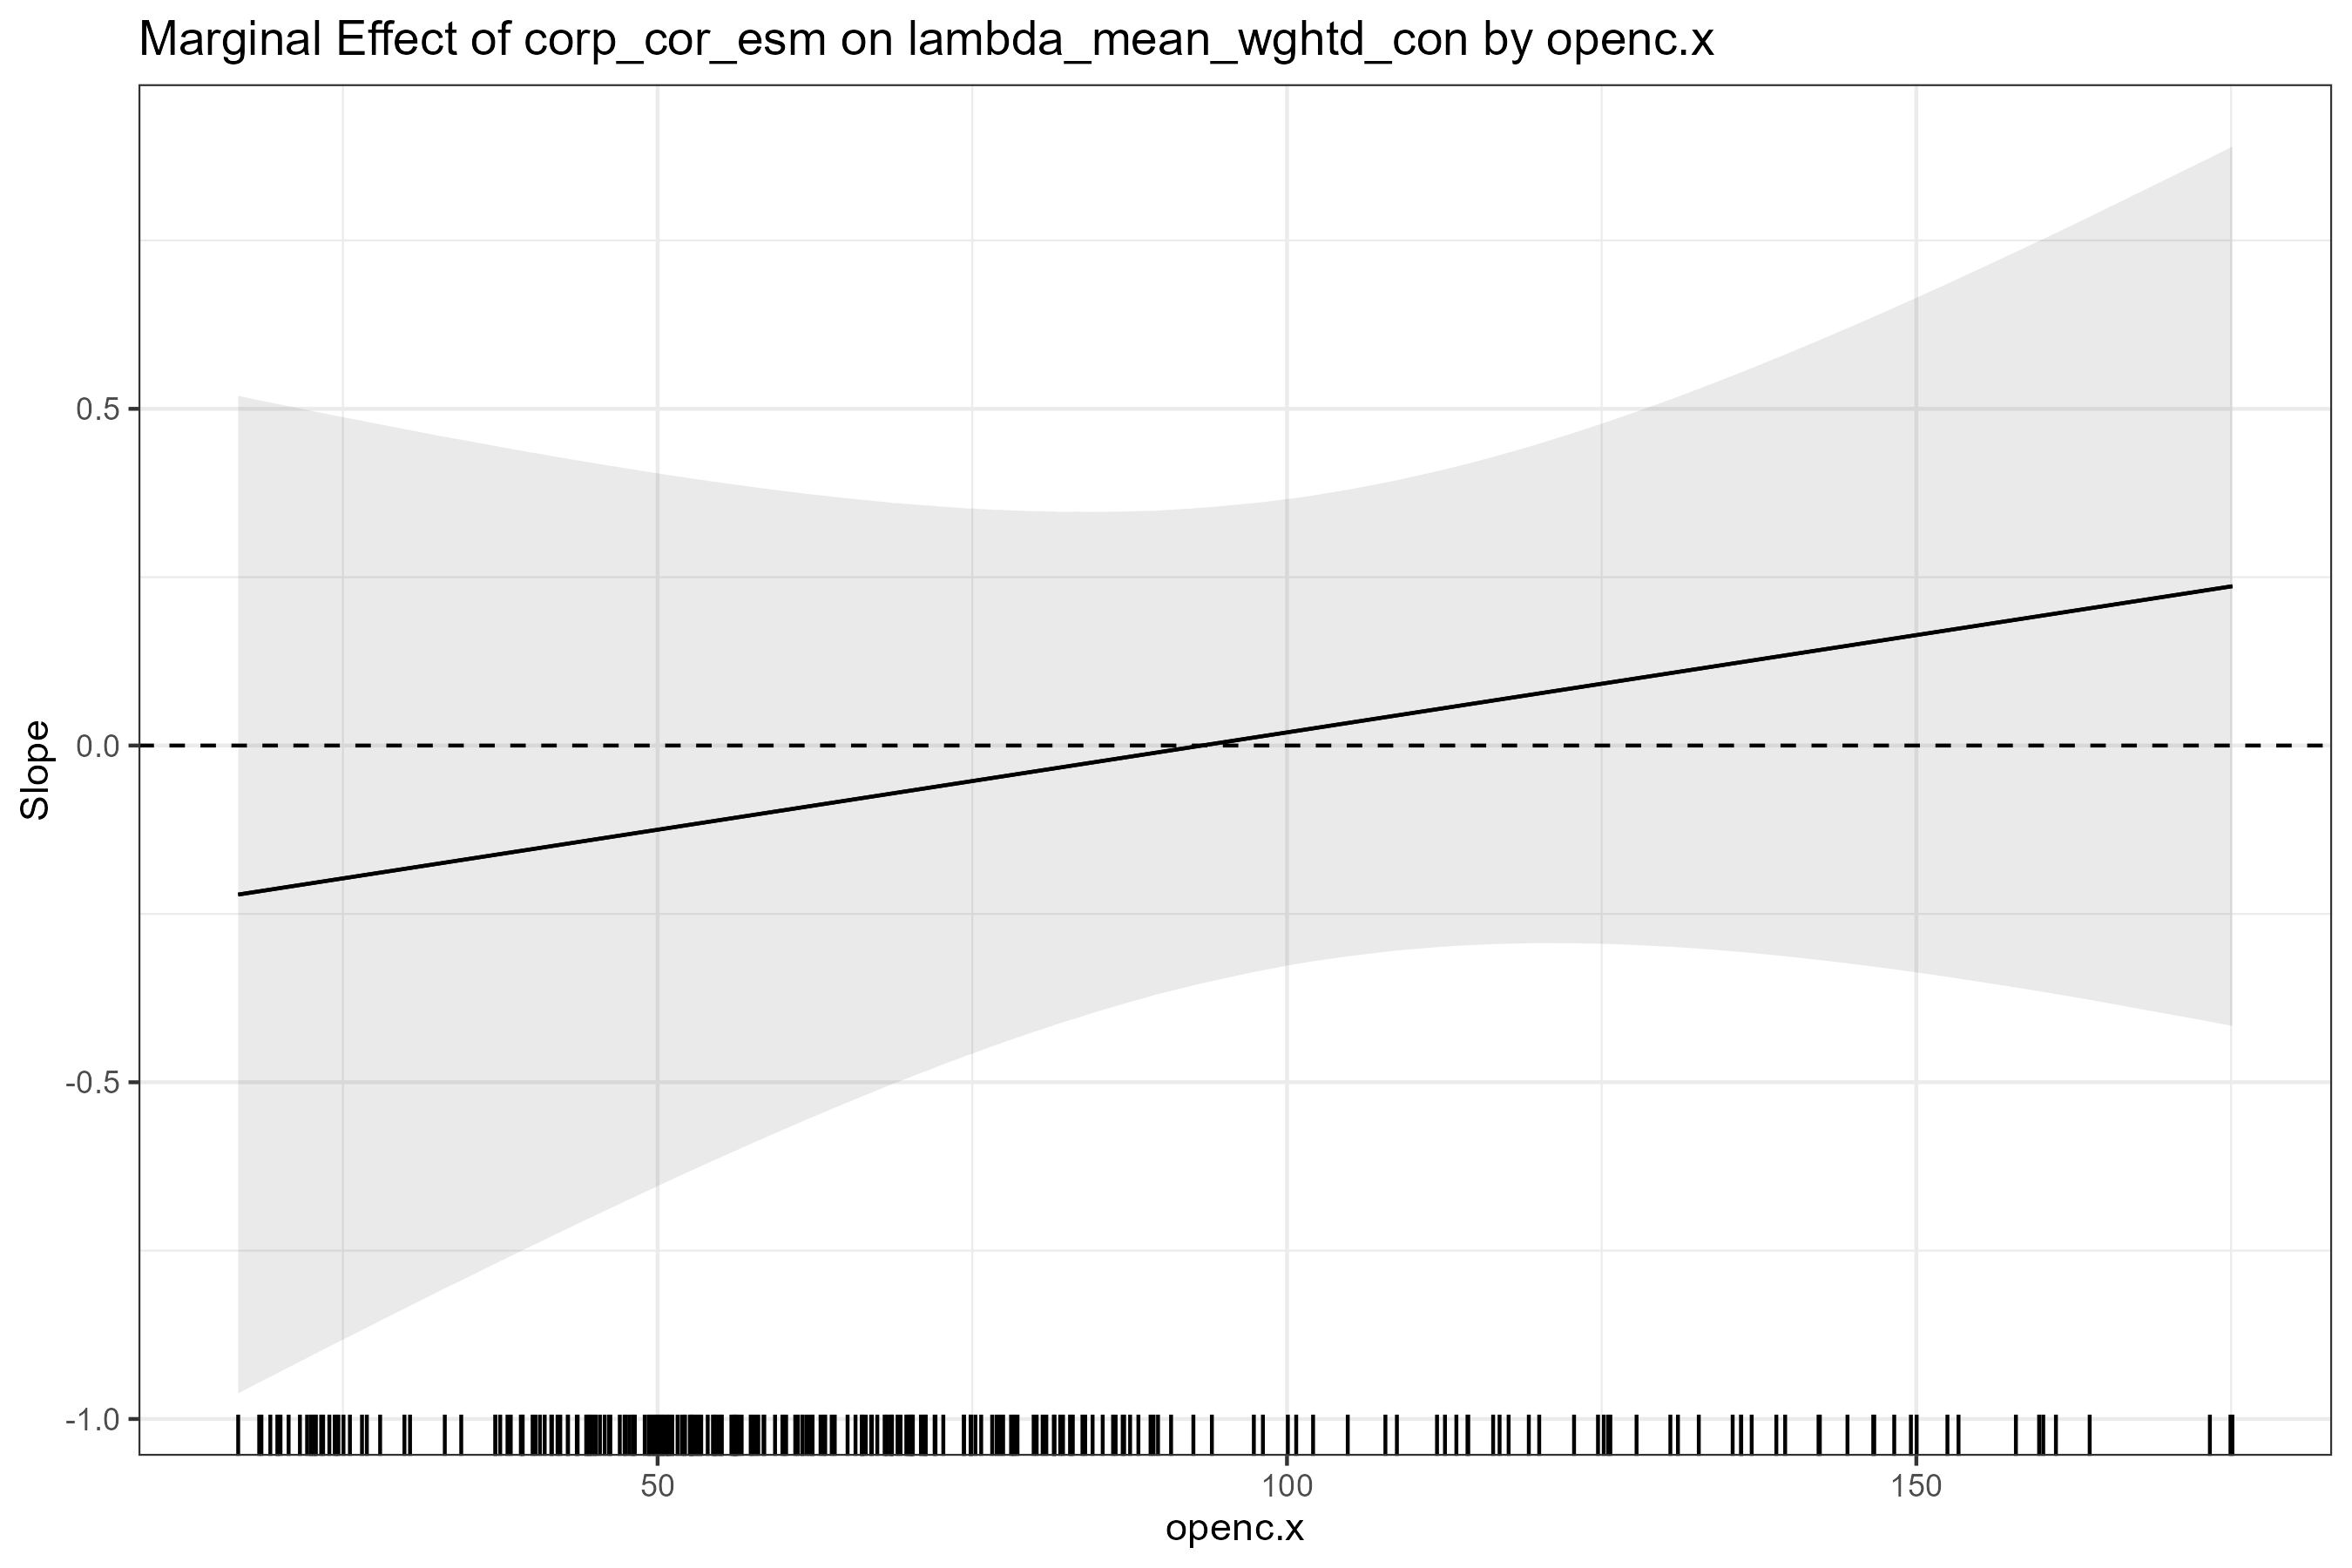 Marginal Effect of corp_cor_esm on lambda_mean_wghtd_con by openc.x
Slope
0.5
0.0
-0.5
-1.0
50
100
150
openc.x